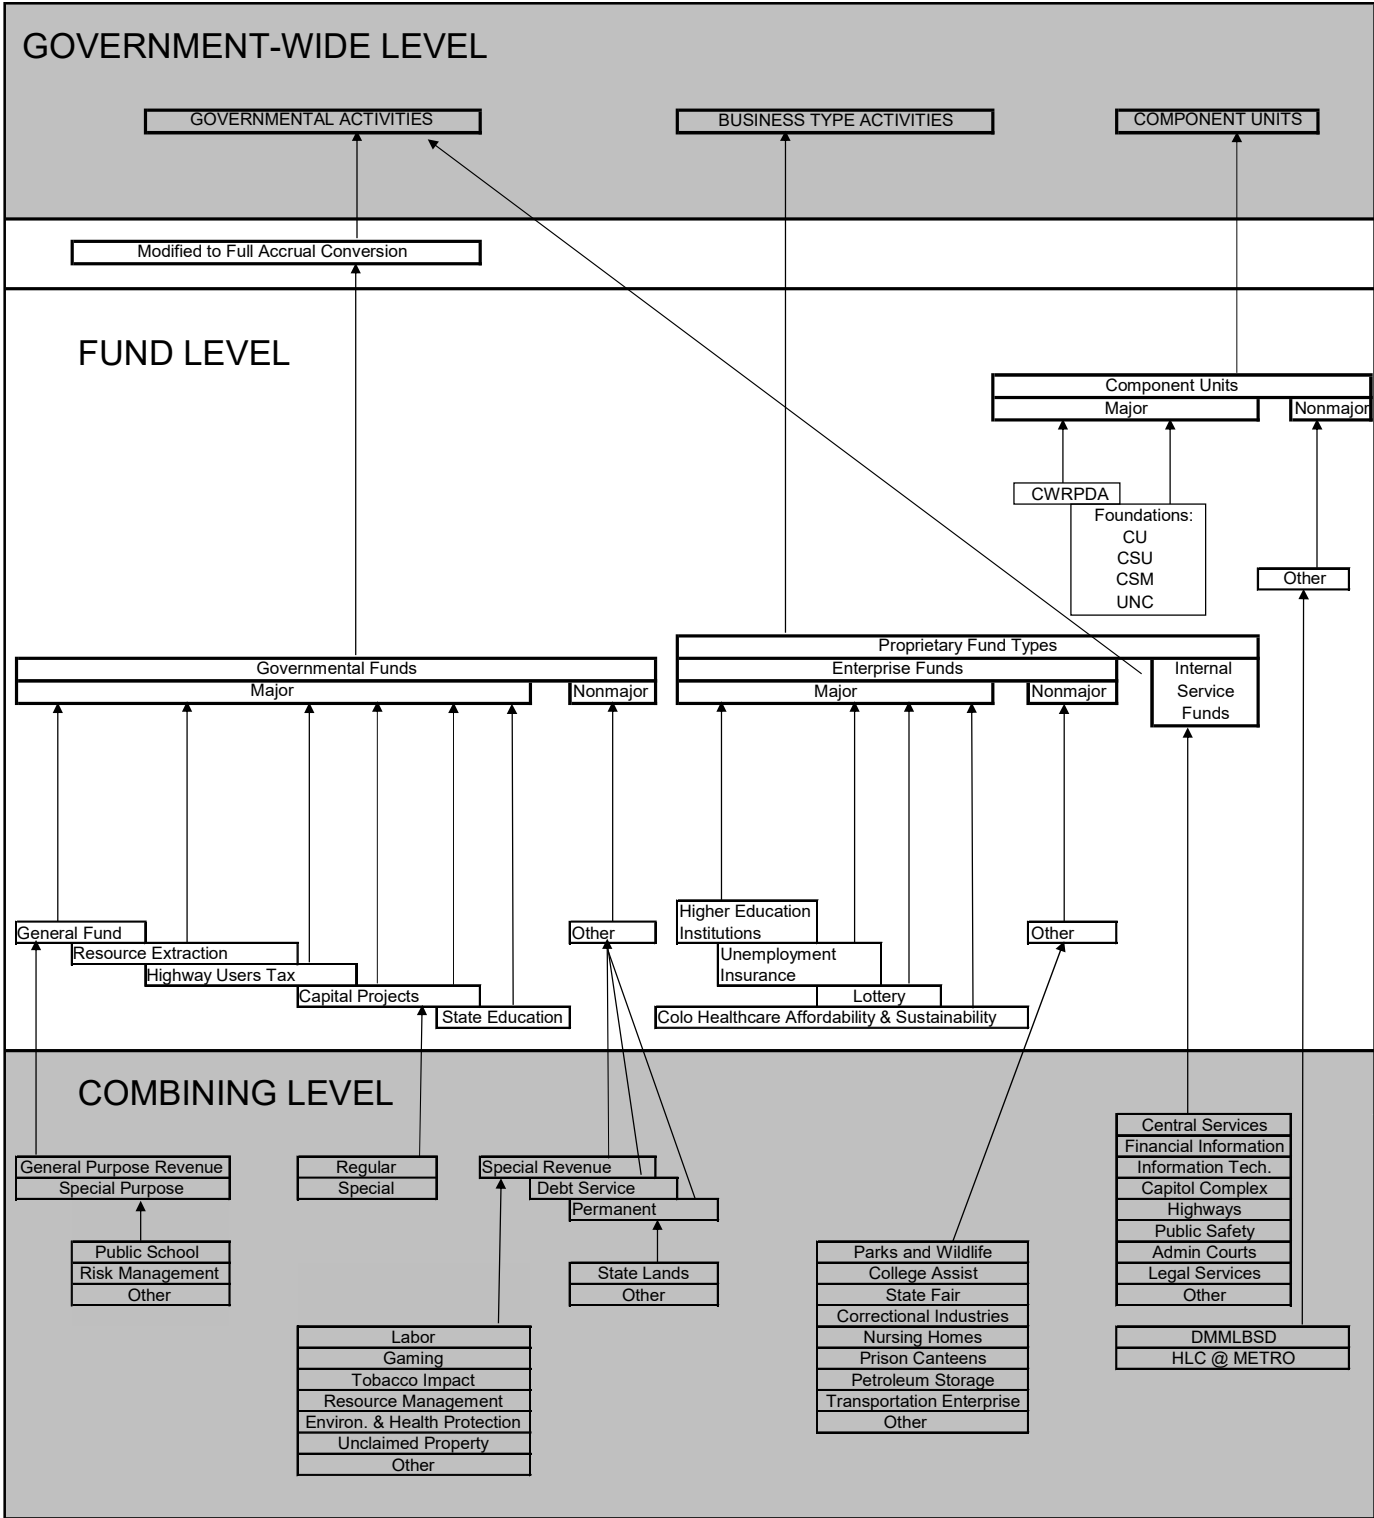 GOVERNMENT-WIDE LEVEL
GOVERNMENTAL ACTIVITIES
BUSINESS TYPE ACTIVITIES
COMPONENT UNITS
Modified to Full Accrual Conversion
FUND LEVEL
Component Units
Major
Nonmajor
CWRPDA
Foundations:
CU
CSU
CSM
UNC
Other
Governmental Funds
Major
Nonmajor
Proprietary Fund Types
Enterprise Funds
Major
Nonmajor
Internal
Service
Funds
General Fund
Resource Extraction
Highway Users Tax
Capital Projects
State Education
Other
Higher Education
Institutions
Unemployment
Insurance
Lottery
Colo Healthcare Affordability & Sustainability
Other
COMBINING LEVEL
General Purpose Revenue
Special Purpose
Public School
Risk Management
Other
Regular
Special
Special Revenue
Debt Service
Permanent
State Lands
Other
Labor
Gaming
Tobacco Impact
Resource Management
Environ. & Health Protection
Unclaimed Property
Other
Parks and Wildlife
College Assist
State Fair
Correctional Industries
Nursing Homes
Prison Canteens
Petroleum Storage
Transportation Enterprise
Other
Central Services
Financial Information
Information Tech.
Capitol Complex
Highways
Public Safety
Admin Courts
Legal Services
Other
DMMLBSD
HLC @ METRO